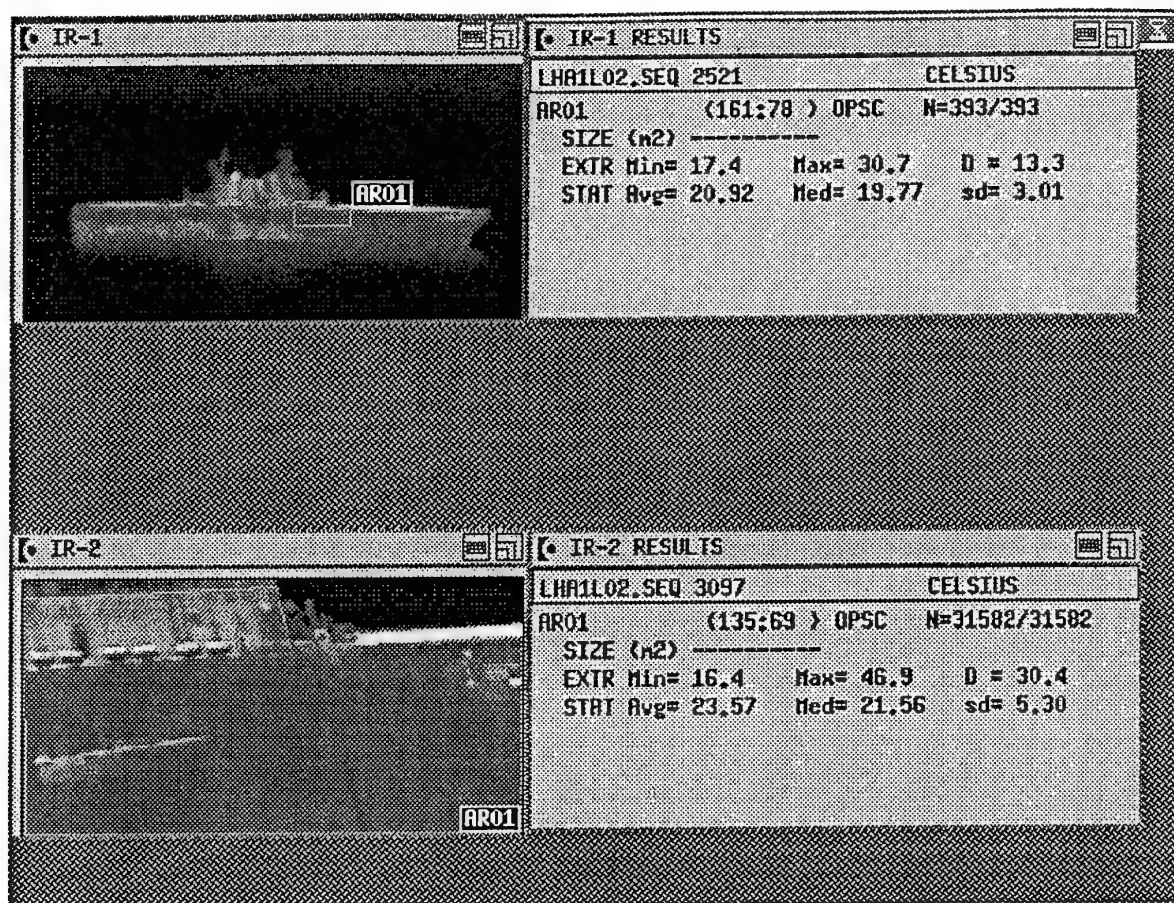 IR-1
IR-1 RESULTS
LHA1L02.SEQ 2521 CELSIUS
AR01 (161:78 ) OPSC N=393/393
SIZE (m2) ----------
EXTR Min= 17.4 Max= 30.7 D = 13.3
STAT Avg= 20.92 Med= 19.77 sd= 3.01
AR01
IR-2
IR-2 RESULTS
LHA1L02.SEQ 3097 CELSIUS
AR01 (135:69 ) OPSC N=31582/31582
SIZE (m2) ----------
EXTR Min= 16.4 Max= 46.9 D = 30.4
STAT Avg= 23.57 Med= 21.56 sd= 5.30
AR01